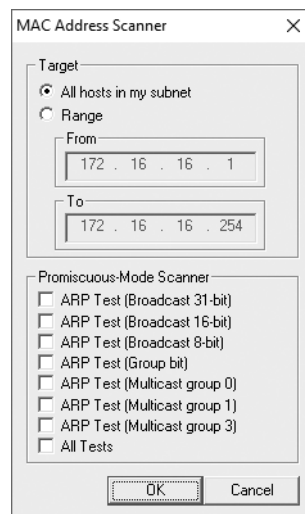 MAC Address Scanner
Target
All hosts in my subnet
Range
From
172 . 16 . 16 . 1
To
172 . 16 . 16 . 254
Promiscuous-Mode Scanner
ARP Test (Broadcast 31-bit)
ARP Test (Broadcast 16-bit)
ARP Test (Broadcast 8-bit)
ARP Test (Group bit)
ARP Test (Multicast group 0)
ARP Test (Multicast group 1)
ARP Test (Multicast group 3)
All Tests
OK Cancel